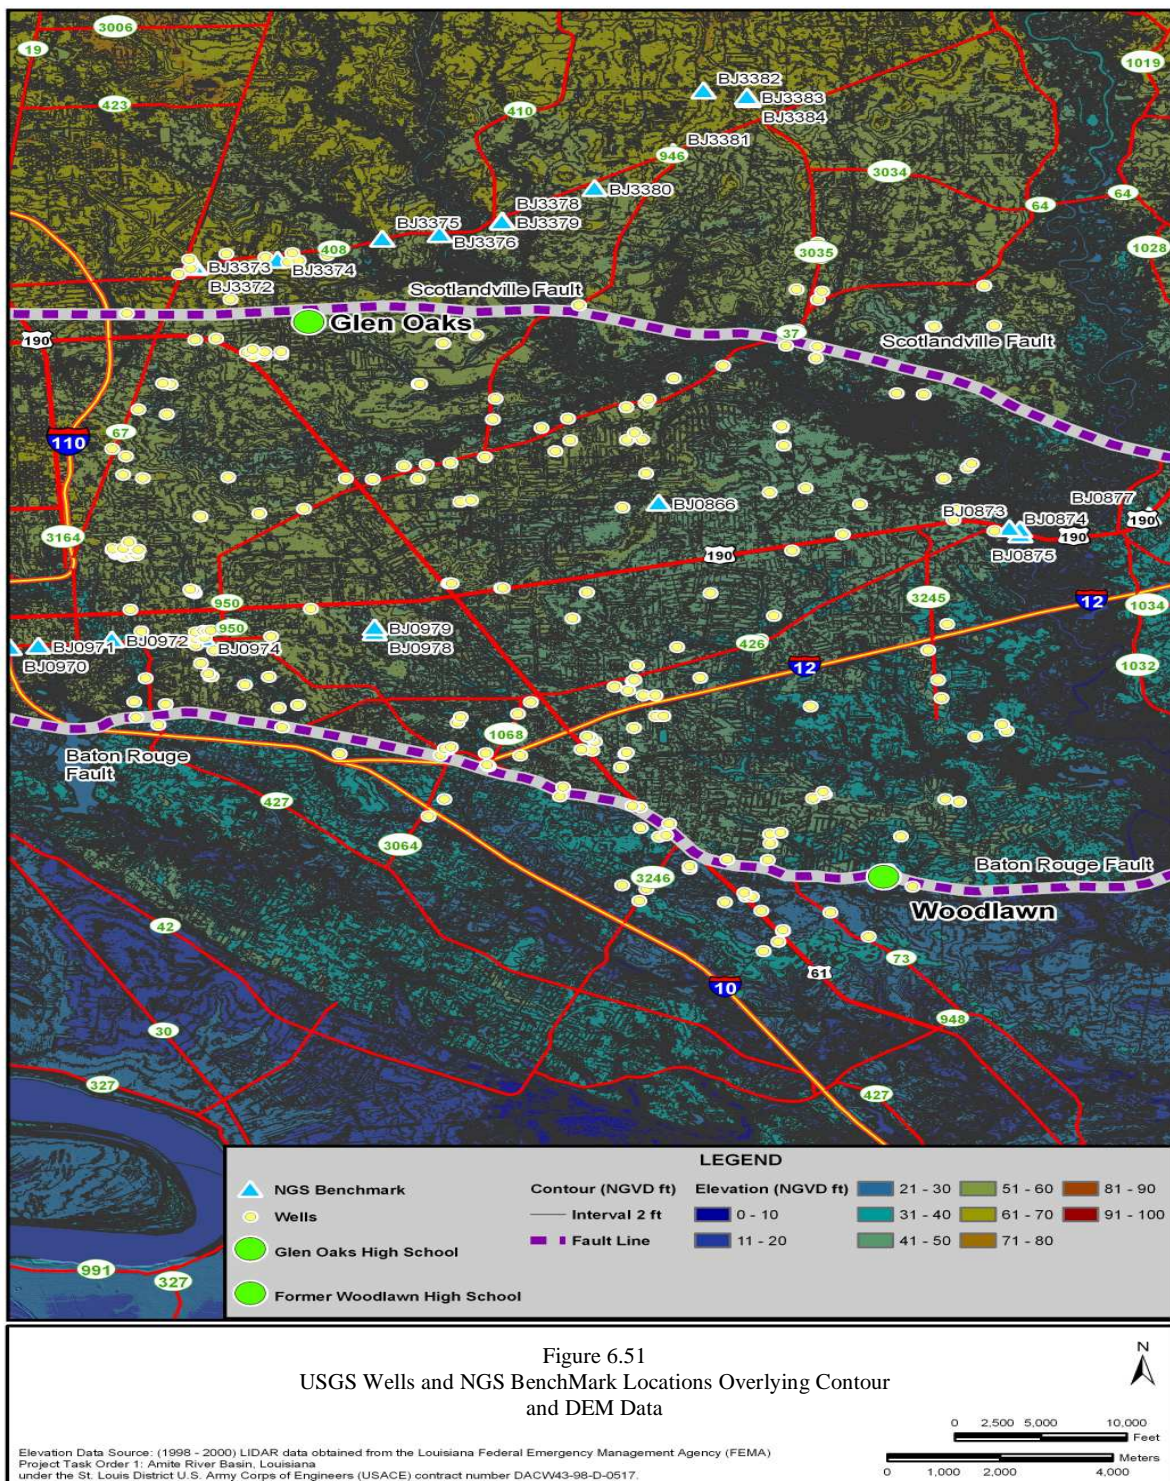 3006
19
1019
423
410
BJ3382
BJ3383
BJ3384
BJ3381
946
3034
BJ3380
64
64
BJ3378
BJ3379
BJ3375
BJ3376
408
3035
1028
BJ3373
BJ3374
BJ3372
Scotlandville Fault
Glen Oaks
190
37
Scotlandville Fault
67
110
BJ0866
BJ0877
BJ0873
BJ0874
190
190
BJ0875
3164
190
950
3245
12
1034
950
BJ0979
BJ0978
BJ0972
BJ0974
BJ0971
BJ0970
426
12
1032
1068
Baton Rouge
Fault
427
3064
3246
Baton Rouge Fault
Woodlawn
42
73
61
10
948
30
327
427
991
327
LEGEND
NGS Benchmark
Wells
Glen Oaks High School
Former Woodlawn High School
Contour (NGVD ft)
Interval 2 ft
Fault Line
Elevation (NGVD ft)
0 - 10
11 - 20
21 - 30
31 - 40
41 - 50
51 - 60
61 - 70
71 - 80
81 - 90
91 - 100
Figure 6.51
USGS Wells and NGS BenchMark Locations Overlying Contour
and DEM Data
N
0 2,500 5,000 10,000
Feet
Meters
0 1,000 2,000 4,000
Elevation Data Source: (1998 - 2000) LIDAR data obtained from the Louisiana Federal Emergency Management Agency (FEMA)
Project Task Order 1: Amite River Basin, Louisiana
under the St. Louis District U.S. Army Corps of Engineers (USACE) contract number DACW43-98-D-0517.